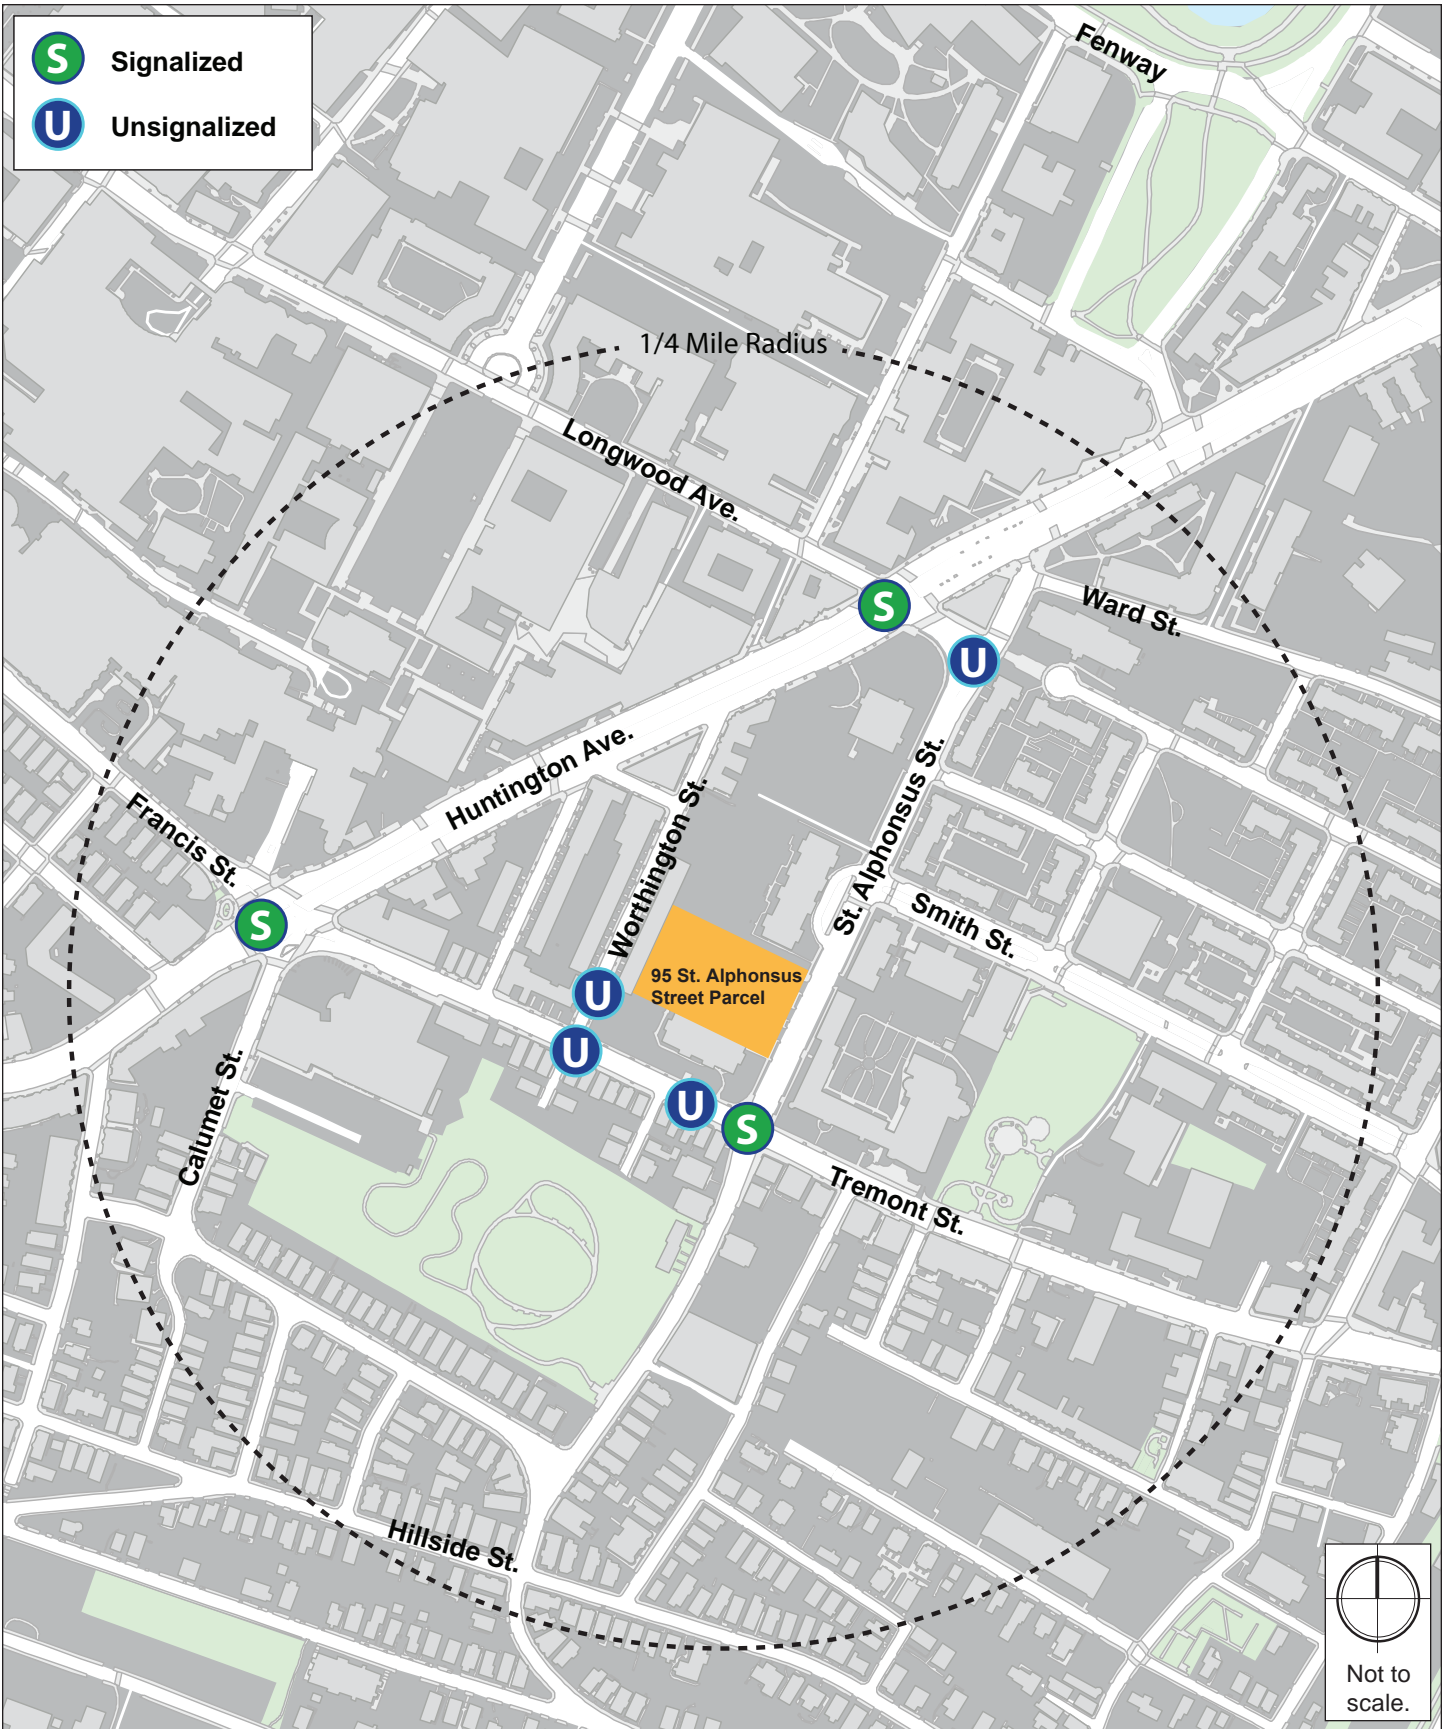 S Signalized
U Unsignalized
Fenway
1/4 Mile Radius
Longwood Ave.
S
Ward St.
U
Huntington Ave.
St. Alphonsus St.
Worthington St.
Francis St.
S
Smith St.
95 St. Alphonsus
Street Parcel
U
U
Calumet St.
U
S
Tremont St.
Hillside St.
Not to
scale.